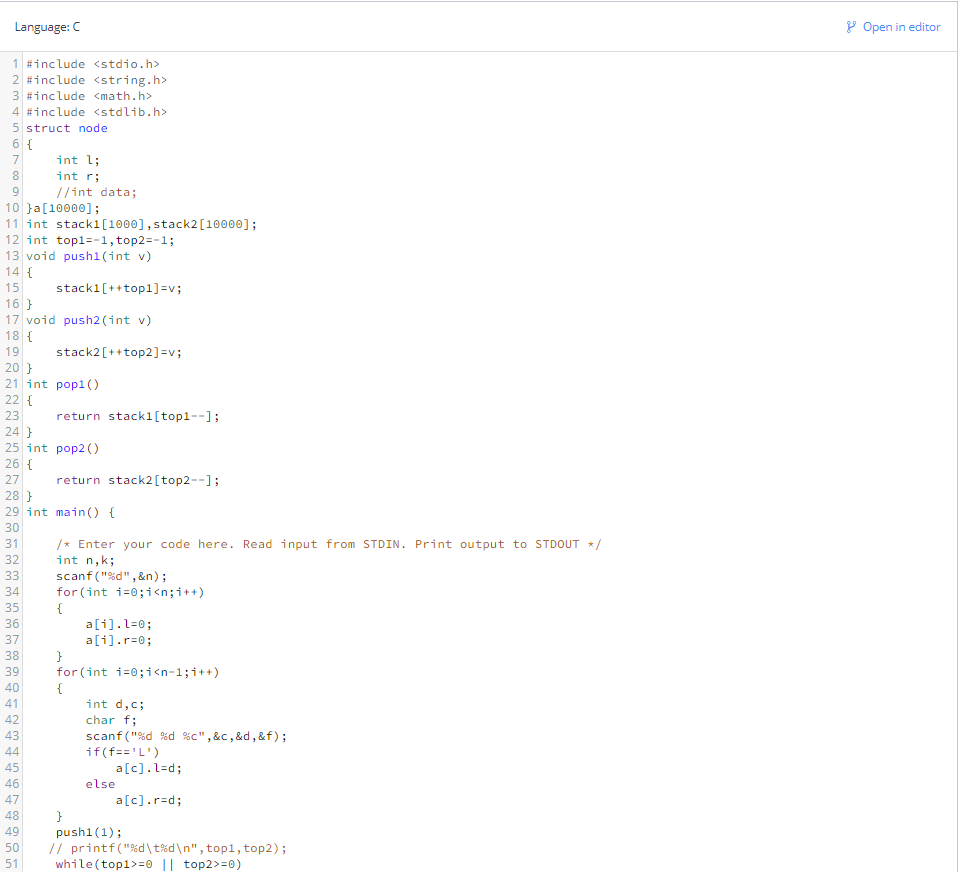 Language: C
Open in editor
1 #include <stdio.h>
2 #include <string.h>
3 #include <math.h>
4 #include <stdlib.h>
5 struct node
6 {
7     int l;
8     int r;
9     //int data;
10 }a[10000];
11 int stack1[1000],stack2[10000];
12 int top1=-1,top2=-1;
13 void push1(int v)
14 {
15     stack1[++top1]=v;
16 }
17 void push2(int v)
18 {
19     stack2[++top2]=v;
20 }
21 int pop1()
22 {
23     return stack1[top1--];
24 }
25 int pop2()
26 {
27     return stack2[top2--];
28 }
29 int main() {
30
31     /* Enter your code here. Read input from STDIN. Print output to STDOUT */
32     int n,k;
33     scanf("%d",&n);
34     for(int i=0;i<n;i++)
35     {
36         a[i].l=0;
37         a[i].r=0;
38     }
39     for(int i=0;i<n-1;i++)
40     {
41         int d,c;
42         char f;
43         scanf("%d %d %c",&c,&d,&f);
44         if(f=='L')
45             a[c].l=d;
46         else
47             a[c].r=d;
48     }
49     push1(1);
50    // printf("%d\t%d\n",top1,top2);
51     while(top1>=0 || top2>=0)